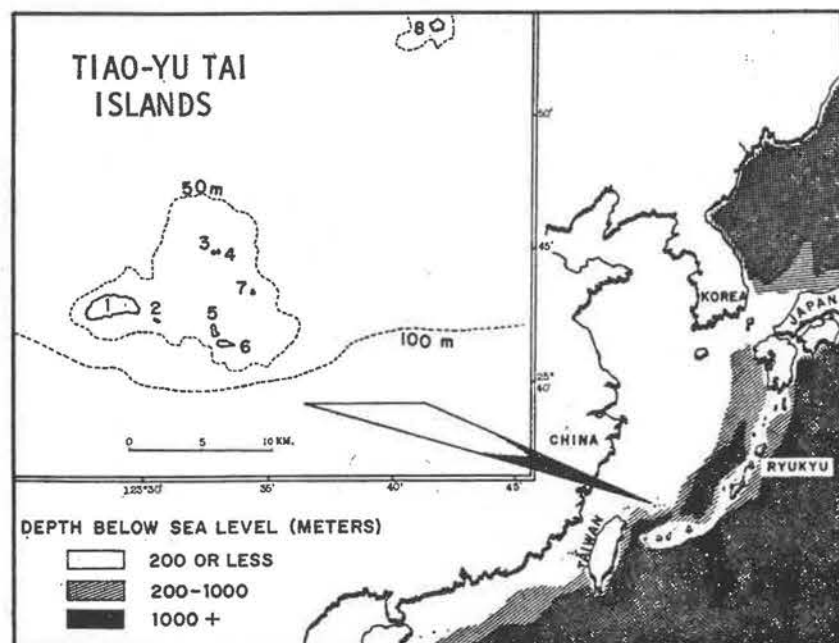 TIAO-YU TAI
ISLANDS
8
50m
3 4
7
1
2
5
6
100 m
0 5 10 KM.
50'
45'
25°
40'
123°30' 35' 40' 45'
KOREA
JAPAN
CHINA
RYUKYU
TAIWAN
DEPTH BELOW SEA LEVEL (METERS)
200 OR LESS
200-1000
1000 +